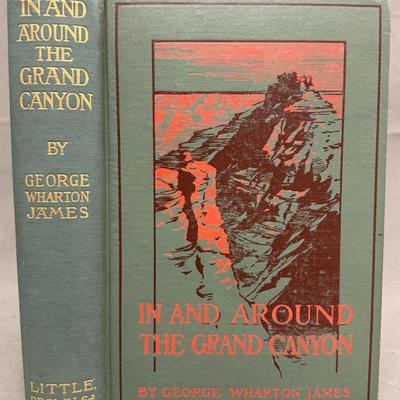 IN AND
AROUND
THE
GRAND
CANYON
BY
GEORGE
WHARTON
JAMES
LITTLE,
IN AND AROUND
THE GRAND CANYON
BY GEORGE WHARTON JAMES